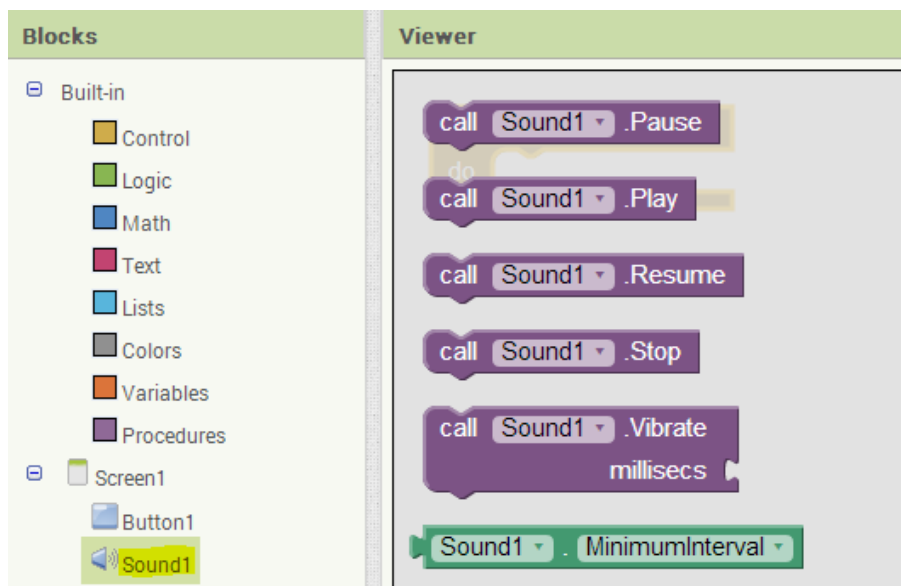 Blocks
Built-in
Control
Logic
Math
Text
Lists
Colors
Variables
Procedures
Screen1
Button1
Sound1
Viewer
call Sound1 .Pause
do
call Sound1 .Play
call Sound1 .Resume
call Sound1 .Stop
call Sound1 .Vibrate
millisecs
Sound1 . MinimumInterval